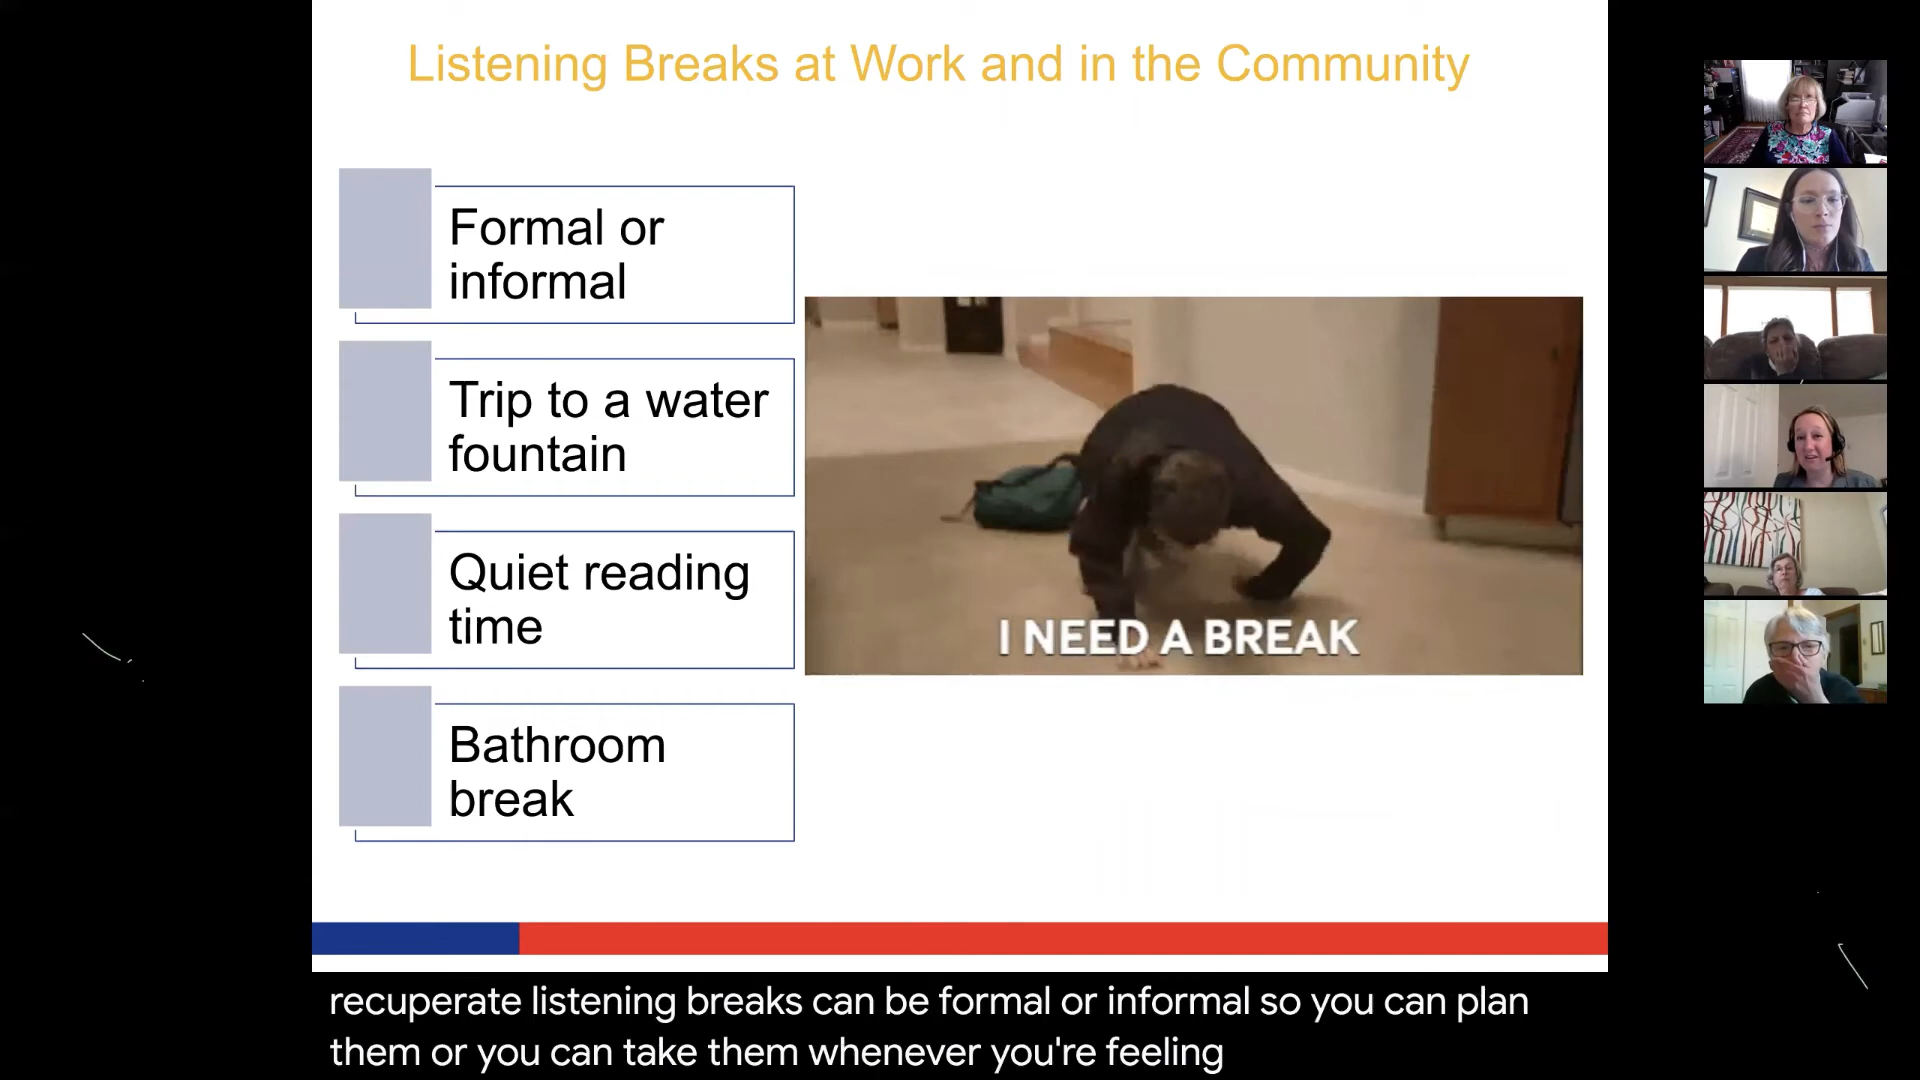 Listening Breaks at Work and in the Community
Formal or
informal
Trip to a water
fountain
Quiet reading
time
Bathroom
break
I NEED A BREAK
recuperate listening breaks can be formal or informal so you can plan
them or you can take them whenever you're feeling